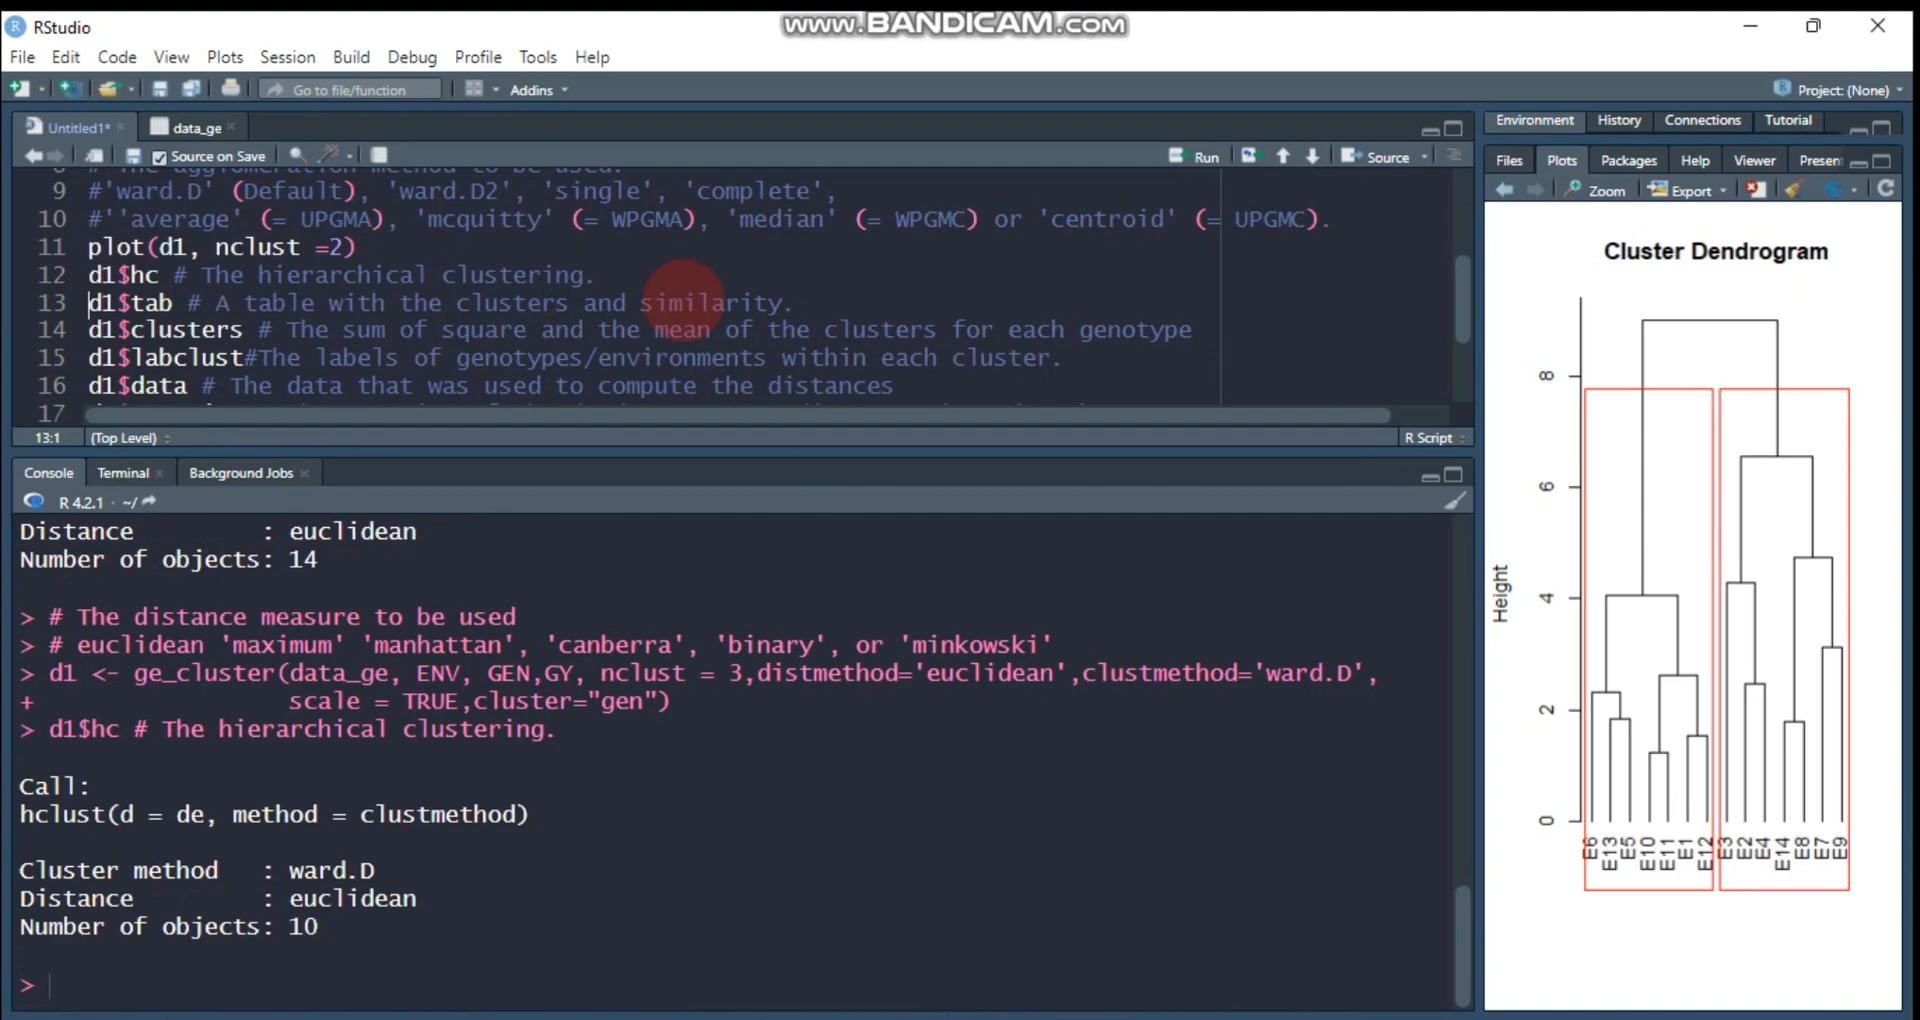 www.BANDICAM.com
RStudio
File Edit Code View Plots Session Build Debug Profile Tools Help
Go to file/function Addins Project: (None)
Untitled1* data_ge
Source on Save Run Source
9 #'ward.D' (Default), 'ward.D2', 'single', 'complete',
10 #''average' (= UPGMA), 'mcquitty' (= WPGMA), 'median' (= WPGMC) or 'centroid' (= UPGMC).
11 plot(d1, nclust =2)
12 d1$hc # The hierarchical clustering.
13 d1$tab # A table with the clusters and similarity.
14 d1$clusters # The sum of square and the mean of the clusters for each genotype
15 d1$labclust#The labels of genotypes/environments within each cluster.
16 d1$data # The data that was used to compute the distances
17
13:1 (Top Level) R Script
Console Terminal Background Jobs
R 4.2.1 · ~/
Distance : euclidean
Number of objects: 14
> # The distance measure to be used
> # euclidean 'maximum' 'manhattan', 'canberra', 'binary', or 'minkowski'
> d1 <- ge_cluster(data_ge, ENV, GEN,GY, nclust = 3,distmethod='euclidean',clustmethod='ward.D',
+ scale = TRUE,cluster="gen")
> d1$hc # The hierarchical clustering.
Call:
hclust(d = de, method = clustmethod)
Cluster method : ward.D
Distance : euclidean
Number of objects: 10
>
Environment History Connections Tutorial
Files Plots Packages Help Viewer Presen
Zoom Export
Cluster Dendrogram
Height
8
6
4
2
0
E6 E13 E5 E10 E11 E1 E12 E3 E2 E4 E14 E8 E7 E9